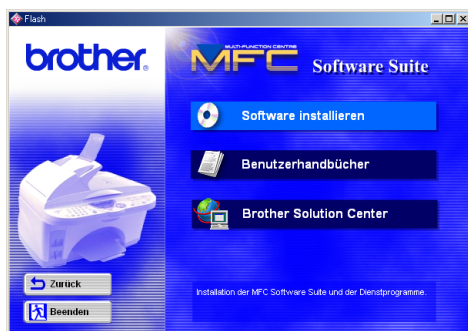 Flash
brother.
MULTI-FUNCTION CENTRE
MFC
Software Suite
Software installieren
Benutzerhandbücher
Brother Solution Center
Zurück
Beenden
Installation der MFC Software Suite und der Dienstprogramme.